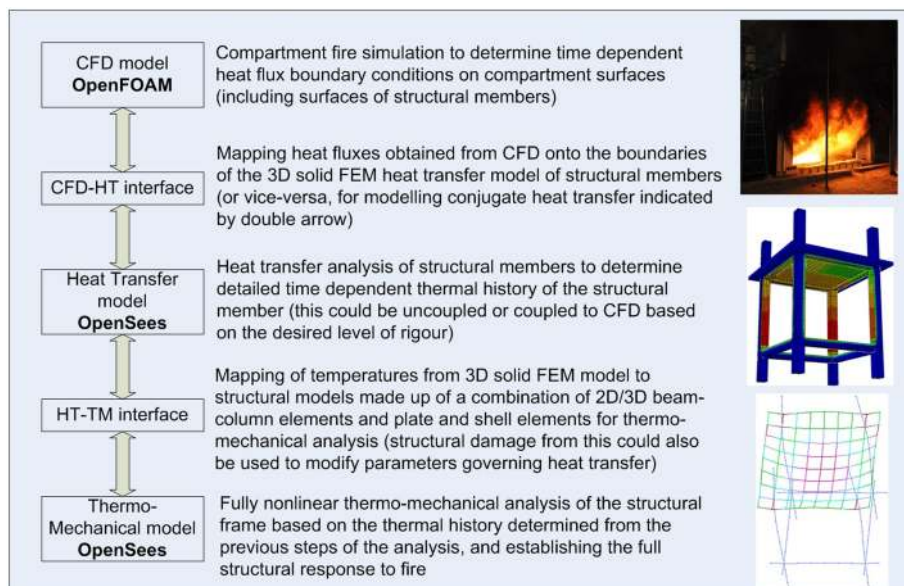 CFD model
OpenFOAM
Compartment fire simulation to determine time dependent
heat flux boundary conditions on compartment surfaces
(including surfaces of structural members)
CFD-HT interface
Mapping heat fluxes obtained from CFD onto the boundaries
of the 3D solid FEM heat transfer model of structural members
(or vice-versa, for modelling conjugate heat transfer indicated
by double arrow)
Heat Transfer
model
OpenSees
Heat transfer analysis of structural members to determine
detailed time dependent thermal history of the structural
member (this could be uncoupled or coupled to CFD based
on the desired level of rigour)
HT-TM interface
Mapping of temperatures from 3D solid FEM model to
structural models made up of a combination of 2D/3D beam-
column elements and plate and shell elements for thermo-
mechanical analysis (structural damage from this could also
be used to modify parameters governing heat transfer)
Thermo-
Mechanical model
OpenSees
Fully nonlinear thermo-mechanical analysis of the structural
frame based on the thermal history determined from the
previous steps of the analysis, and establishing the full
structural response to fire